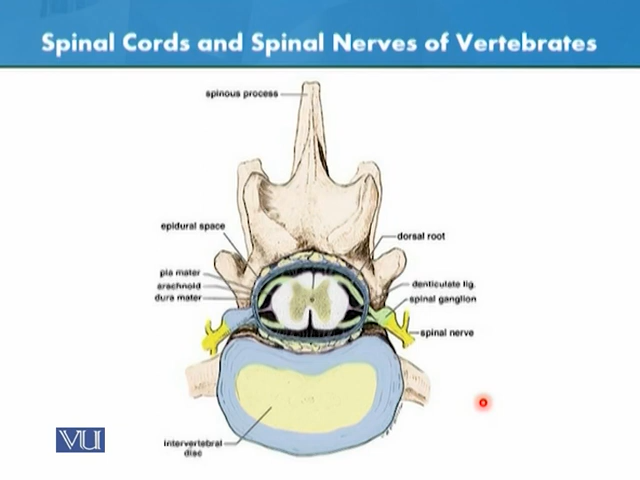 Spinal Cords and Spinal Nerves of Vertebrates
spinous process
epidural space
dorsal root
pia mater
arachnoid
dura mater
denticulate lig.
spinal ganglion
spinal nerve
intervertebral
disc
VU